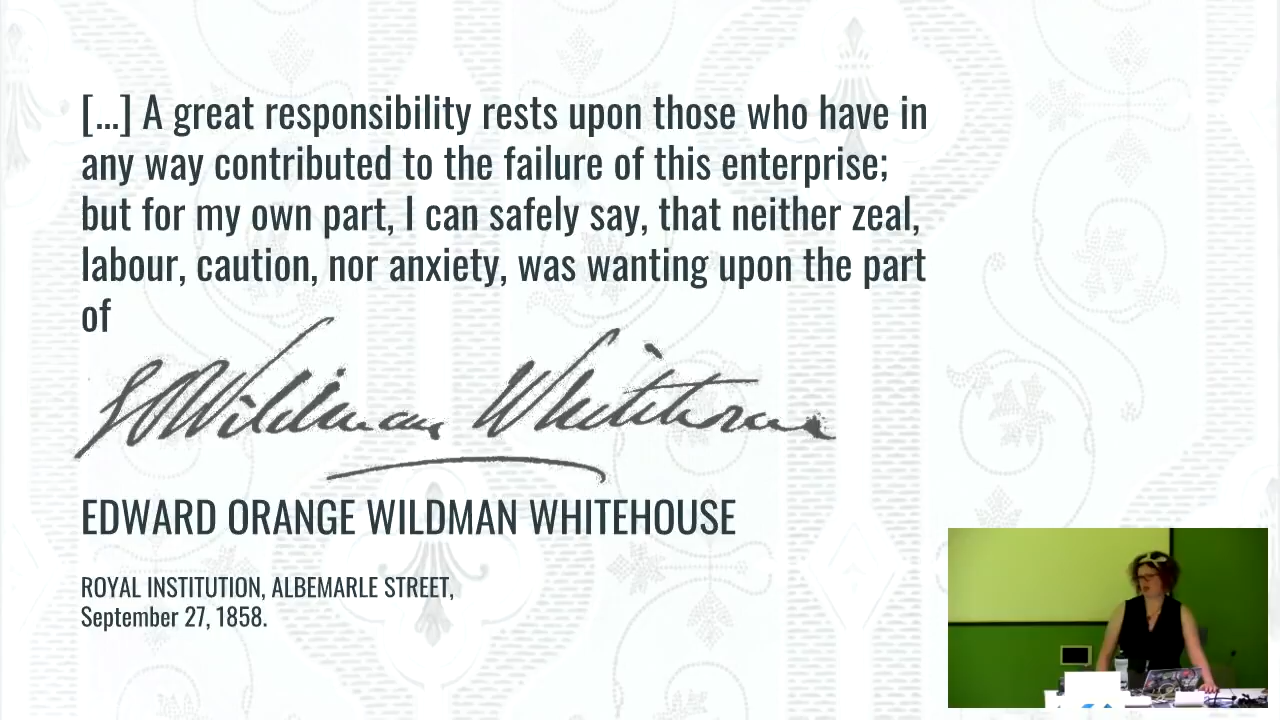 [...] A great responsibility rests upon those who have in
any way contributed to the failure of this enterprise;
but for my own part, I can safely say, that neither zeal,
labour, caution, nor anxiety, was wanting upon the part
of
EOWildman Whitehouse
EDWARD ORANGE WILDMAN WHITEHOUSE
ROYAL INSTITUTION, ALBEMARLE STREET,
September 27, 1858.